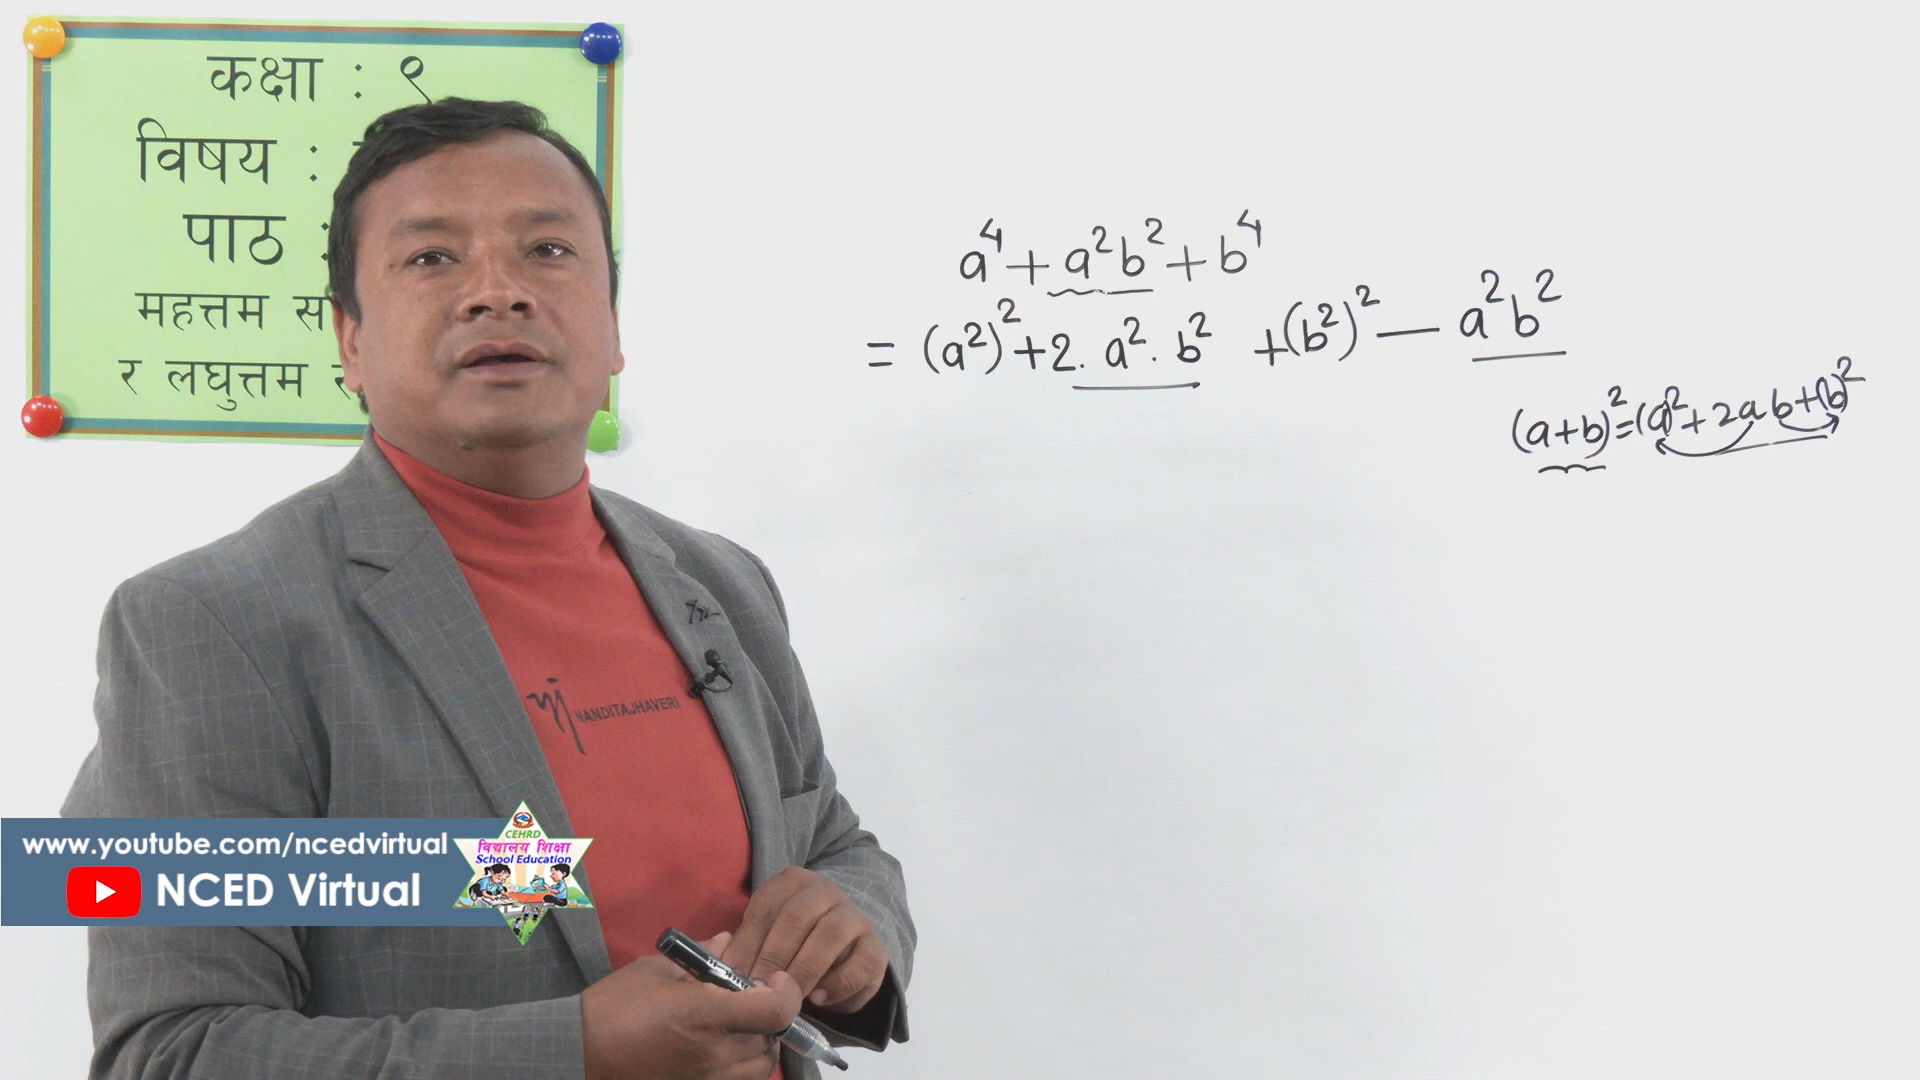 कक्षा : ९
विषय :
पाठ :
महत्तम
र लघुत्तम
a⁴ + a²b² + b⁴
= (a²)² + 2. a². b² + (b²)² — a²b²
(a+b)² = (a)² + 2ab + (b)²
nj NANDITAJHAVERI
www.youtube.com/ncedvirtual
NCED Virtual
CEHRD
विद्यालय शिक्षा
School Education